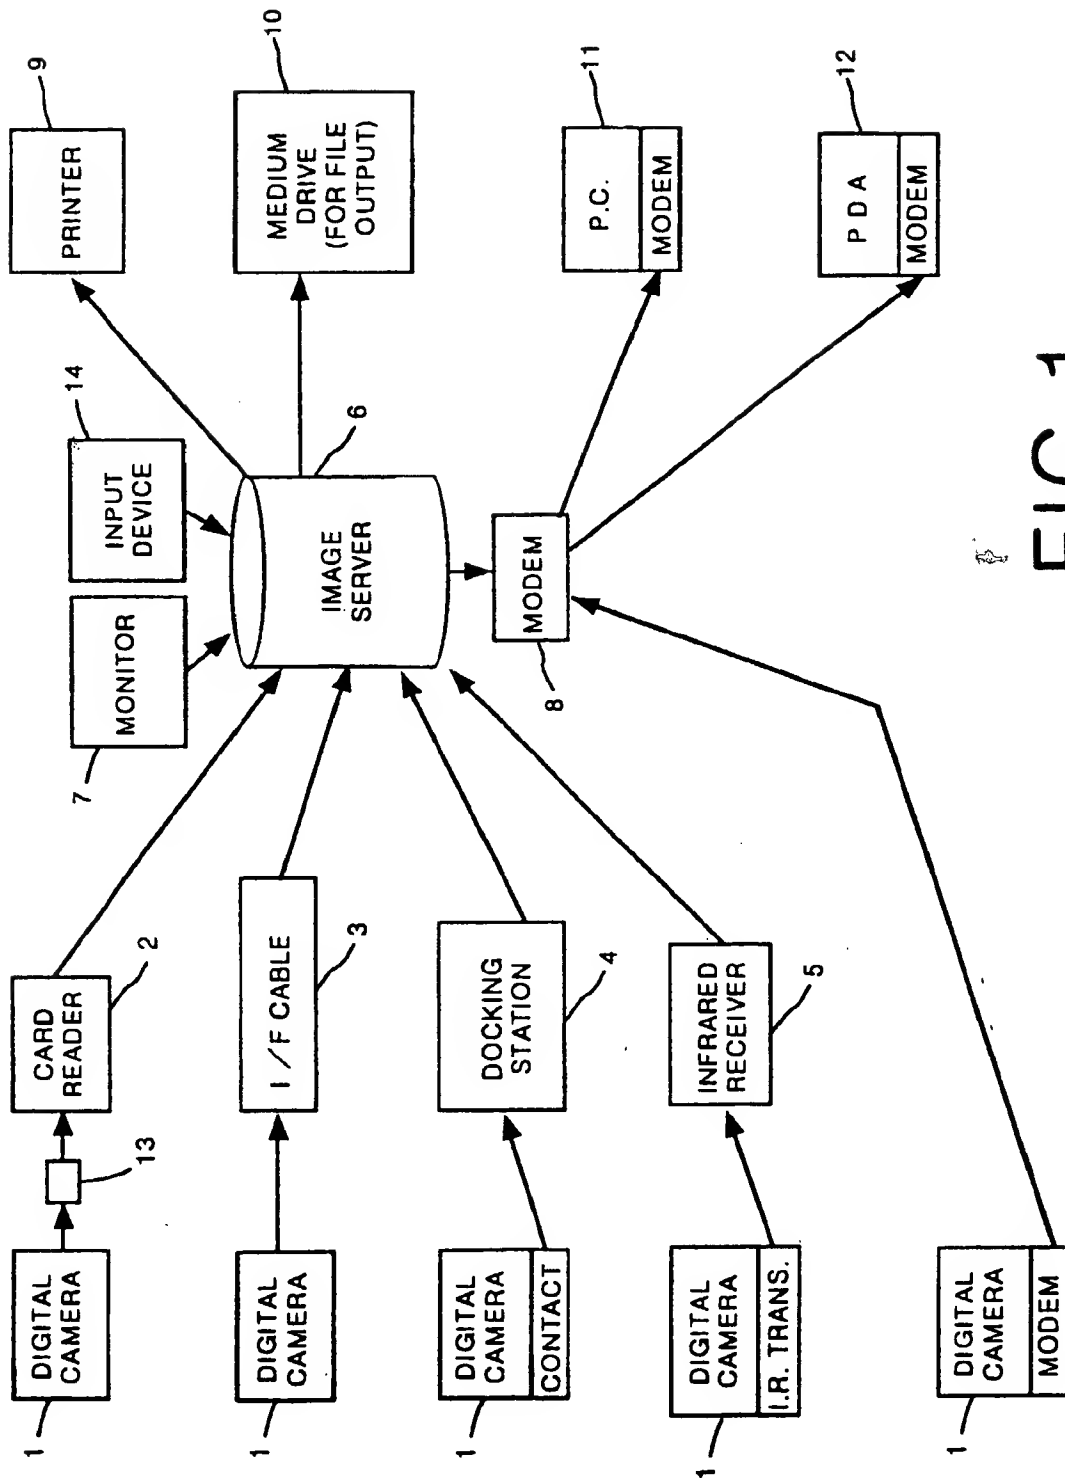 DIGITAL
CAMERA
1
13
CARD
READER
2
DIGITAL
CAMERA
1
I/F CABLE
3
DIGITAL
CAMERA
CONTACT
1
DOCKING
STATION
4
DIGITAL
CAMERA
I.R. TRANS.
1
INFRARED
RECEIVER
5
DIGITAL
CAMERA
MODEM
1
MONITOR
7
INPUT
DEVICE
14
IMAGE
SERVER
6
MODEM
8
PRINTER
9
MEDIUM
DRIVE
(FOR FILE
OUTPUT)
10
P.C.
MODEM
11
PDA
MODEM
12
FIG. 1